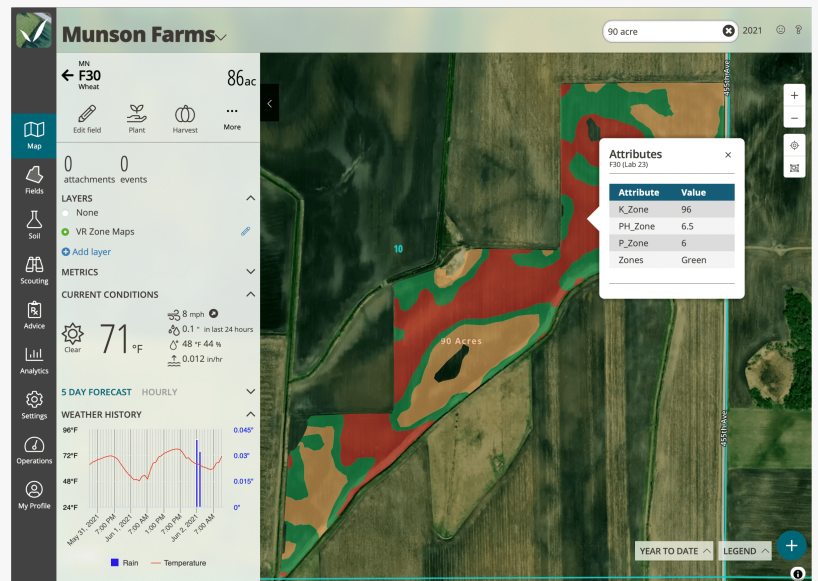 Munson Farms
90 acre
2021
MN
F30
Wheat
86ac
Edit field
Plant
Harvest
More
Map
Fields
Soil
Scouting
Advice
Analytics
Settings
Operations
My Profile
0 attachments
0 events
LAYERS
None
VR Zone Maps
Add layer
METRICS
CURRENT CONDITIONS
Clear
71 °F
8 mph
0.1 " in last 24 hours
48 °F 44 %
0.012 in/hr
5 DAY FORECAST HOURLY
WEATHER HISTORY
96°F
72°F
48°F
24°F
0.045"
0.03"
0.015"
0"
May 31, 2021
7:00 PM
Jun 1, 2021
7:00 AM
1:00 PM
7:00 PM
Jun 2, 2021
7:00 AM
Rain
Temperature
10
90 Acres
455th Ave
455th Ave
Attributes
F30 (Lab 23)
Attribute Value
K_Zone 96
PH_Zone 6.5
P_Zone 6
Zones Green
YEAR TO DATE
LEGEND